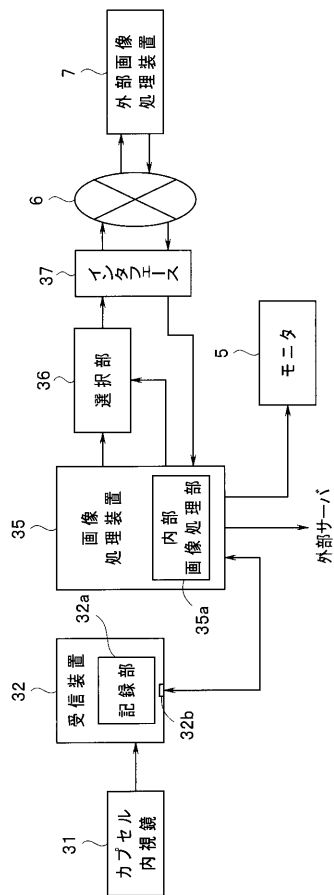 31
カプセル
内視鏡
32
受信装置
32a
記録部
32b
35
画像
処理装置
内部
画像処理部
35a
36
選択部
37
インタフェース
6
7
外部画像
処理装置
5
モニタ
外部サーバ